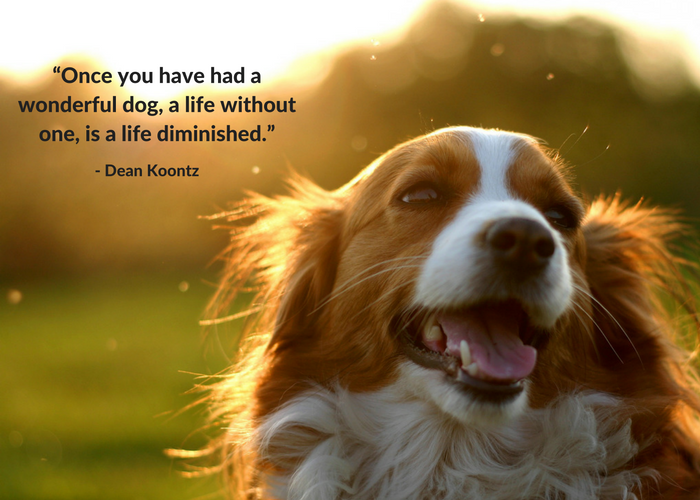 “Once you have had a
wonderful dog, a life without
one, is a life diminished.”
- Dean Koontz